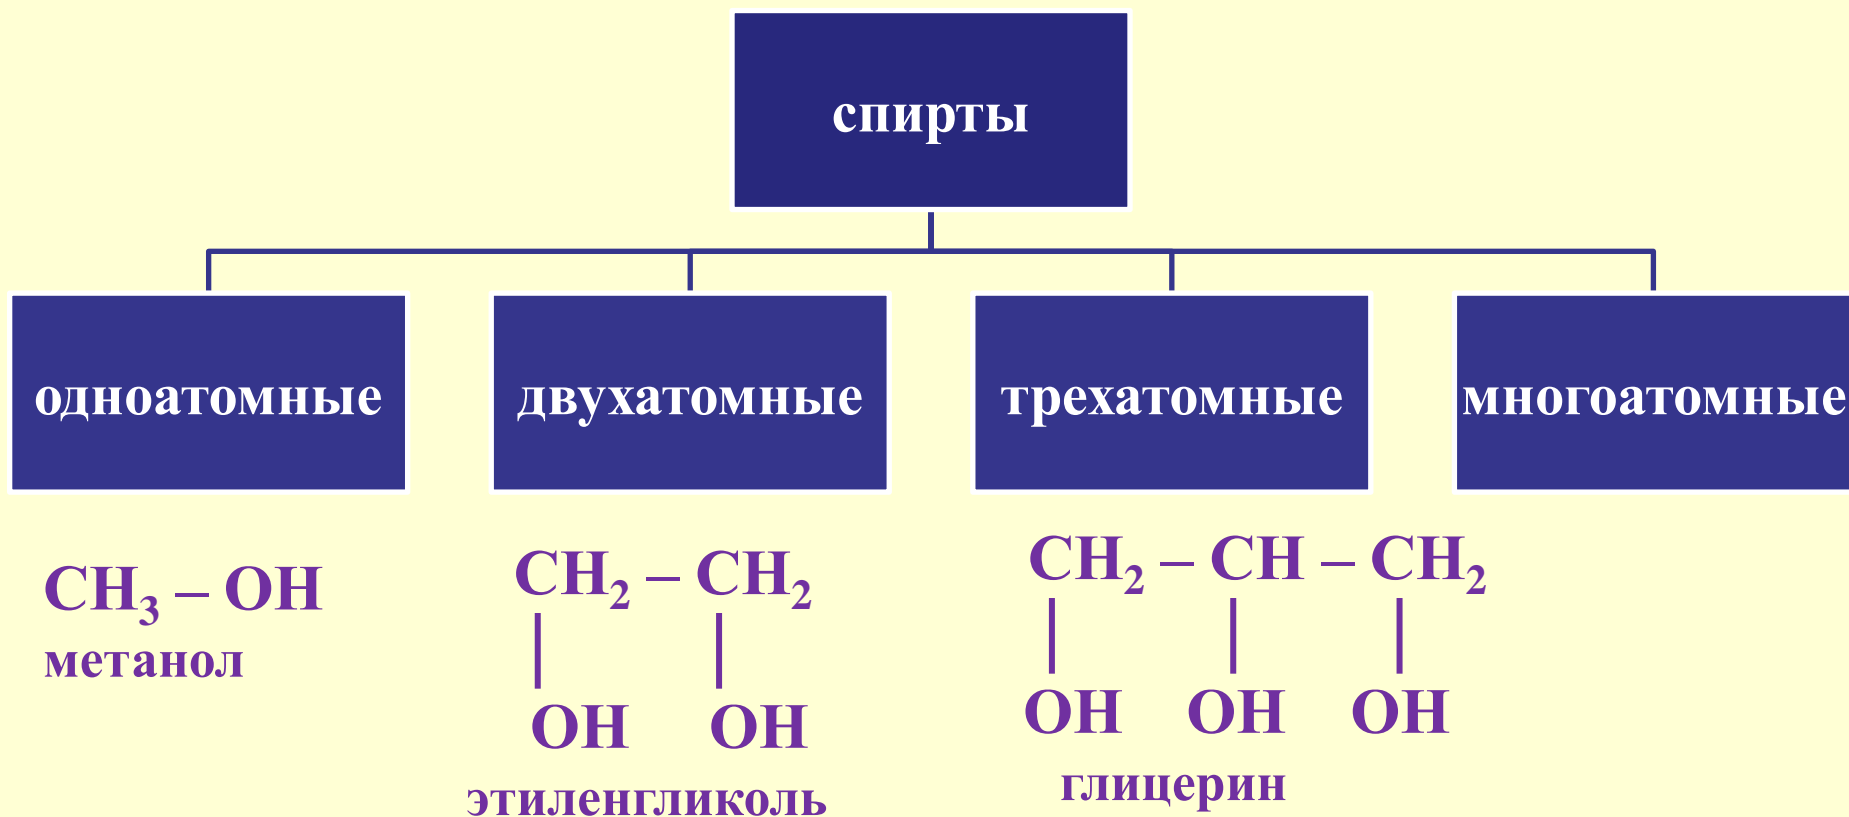 спирты
одноатомные
двухатомные
трехатомные
многоатомные
CH₃ – OH
метанол
CH₂ – CH₂
OH OH
этиленгликоль
CH₂ – CH – CH₂
OH OH OH
глицерин